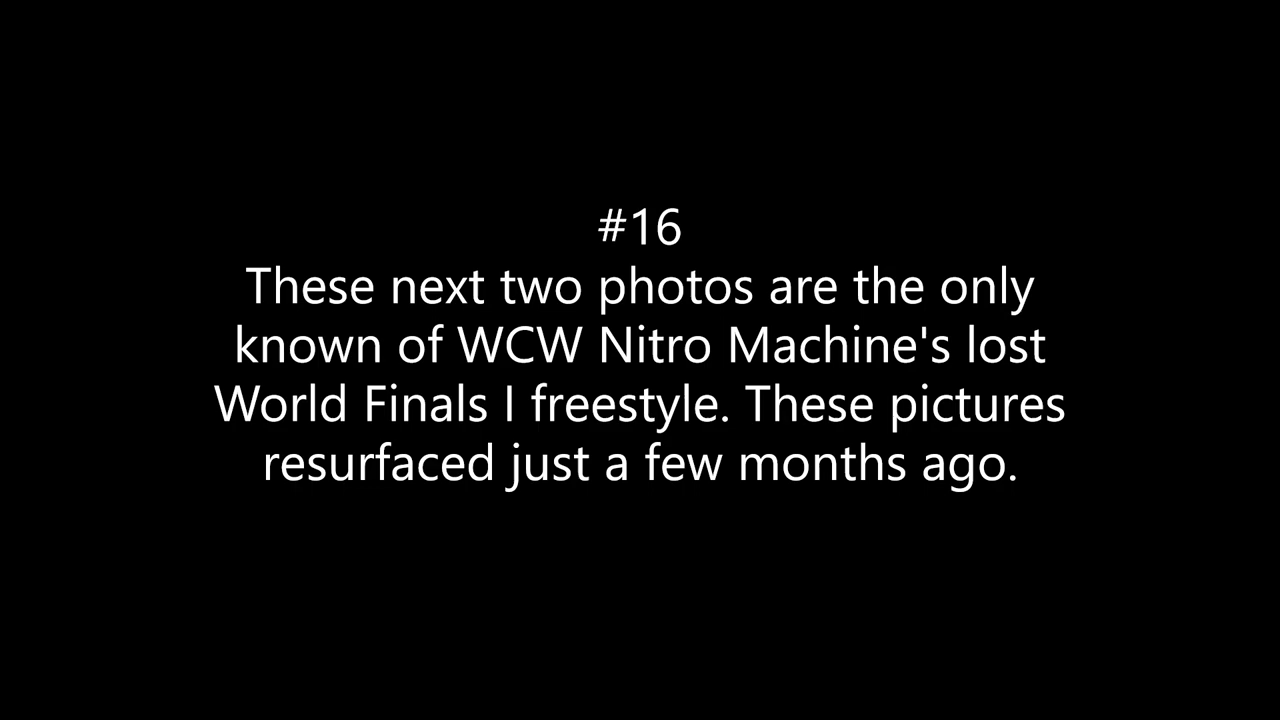 #16
These next two photos are the only
known of WCW Nitro Machine's lost
World Finals I freestyle. These pictures
resurfaced just a few months ago.